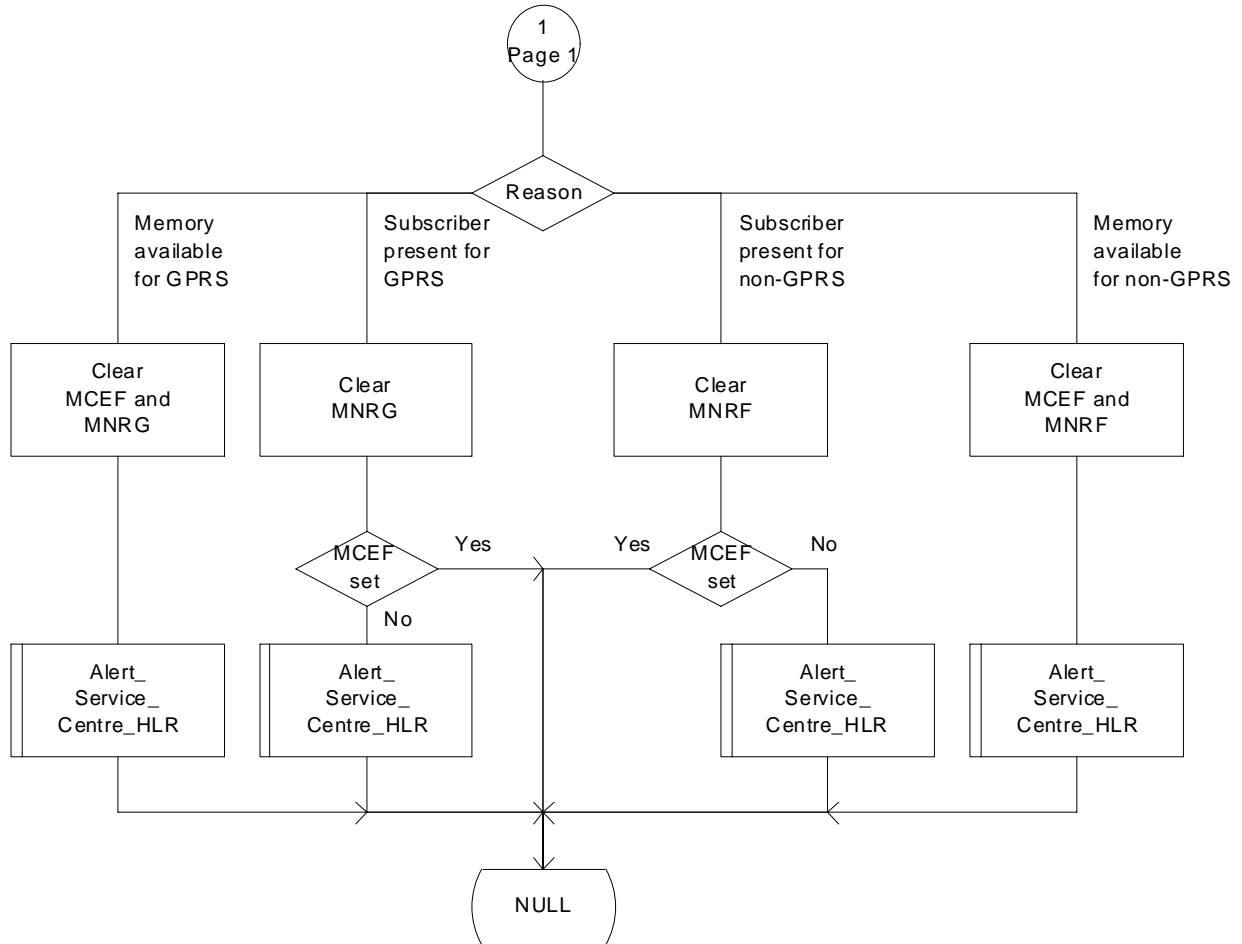 1
Page 1
Reason
Memory
available
for GPRS
Subscriber
present for
GPRS
Subscriber
present for
non-GPRS
Memory
available
for non-GPRS
Clear
MCEF and
MNRG
Clear
MNRG
Clear
MNRF
Clear
MCEF and
MNRF
MCEF
set
Yes
No
Yes
MCEF
set
No
Alert_
Service_
Centre_HLR
Alert_
Service_
Centre_HLR
Alert_
Service_
Centre_HLR
Alert_
Service_
Centre_HLR
NULL